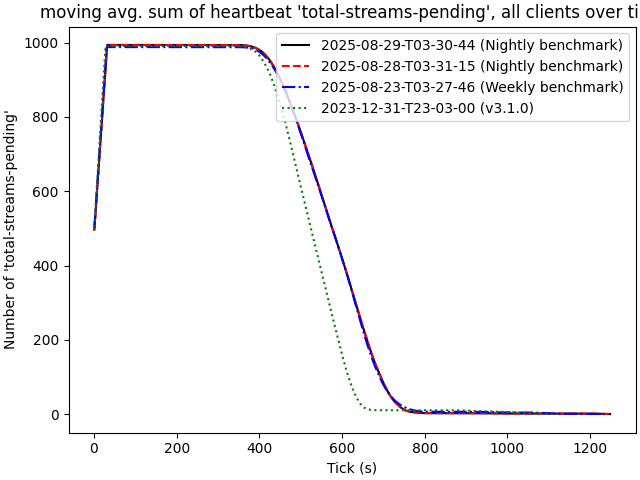 moving avg. sum of heartbeat 'total-streams-pending', all clients over ti
1000
800
600
400
200
0
Number of 'total-streams-pending'
2025-08-29-T03-30-44 (Nightly benchmark)
2025-08-28-T03-31-15 (Nightly benchmark)
2025-08-23-T03-27-46 (Weekly benchmark)
2023-12-31-T23-03-00 (v3.1.0)
0 200 400 600 800 1000 1200
Tick (s)